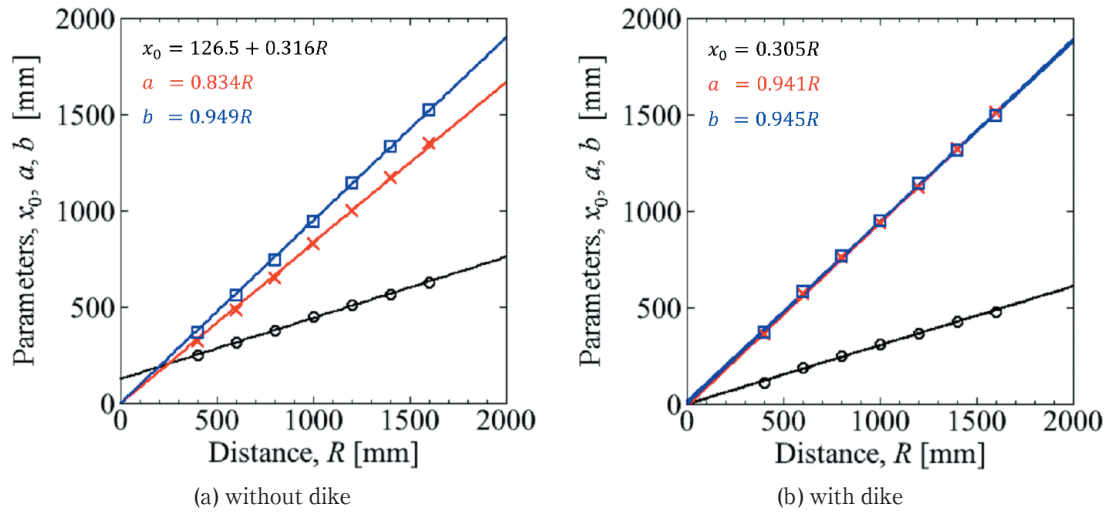 2000
1500
1000
500
0
Parameters, x₀, a, b [mm]
x₀ = 126.5 + 0.316R
a = 0.834R
b = 0.949R
0 500 1000 1500 2000
Distance, R [mm]
(a) without dike
2000
1500
1000
500
0
Parameters, x₀, a, b [mm]
x₀ = 0.305R
a = 0.941R
b = 0.945R
0 500 1000 1500 2000
Distance, R [mm]
(b) with dike